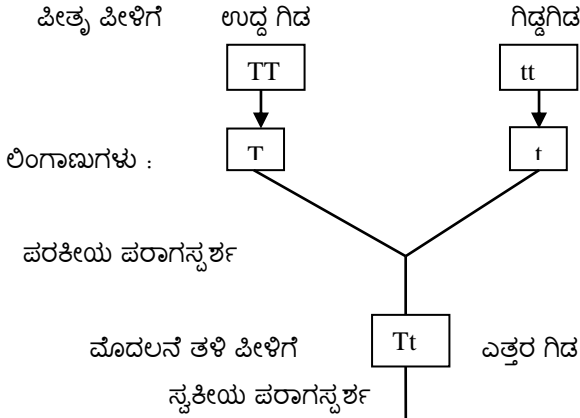 ಪೀತೃ ಪೀಳಿಗೆ ಉದ್ದ ಗಿಡ ಗಿಡ್ಡಗಿಡ
TT tt
ಲಿಂಗಾಣುಗಳು : T t
ಪರಕೀಯ ಪರಾಗಸ್ಪರ್ಶ
ಮೊದಲನೆ ತಳಿ ಪೀಳಿಗೆ Tt ಎತ್ತರ ಗಿಡ
ಸ್ವಕೀಯ ಪರಾಗಸ್ಪರ್ಶ